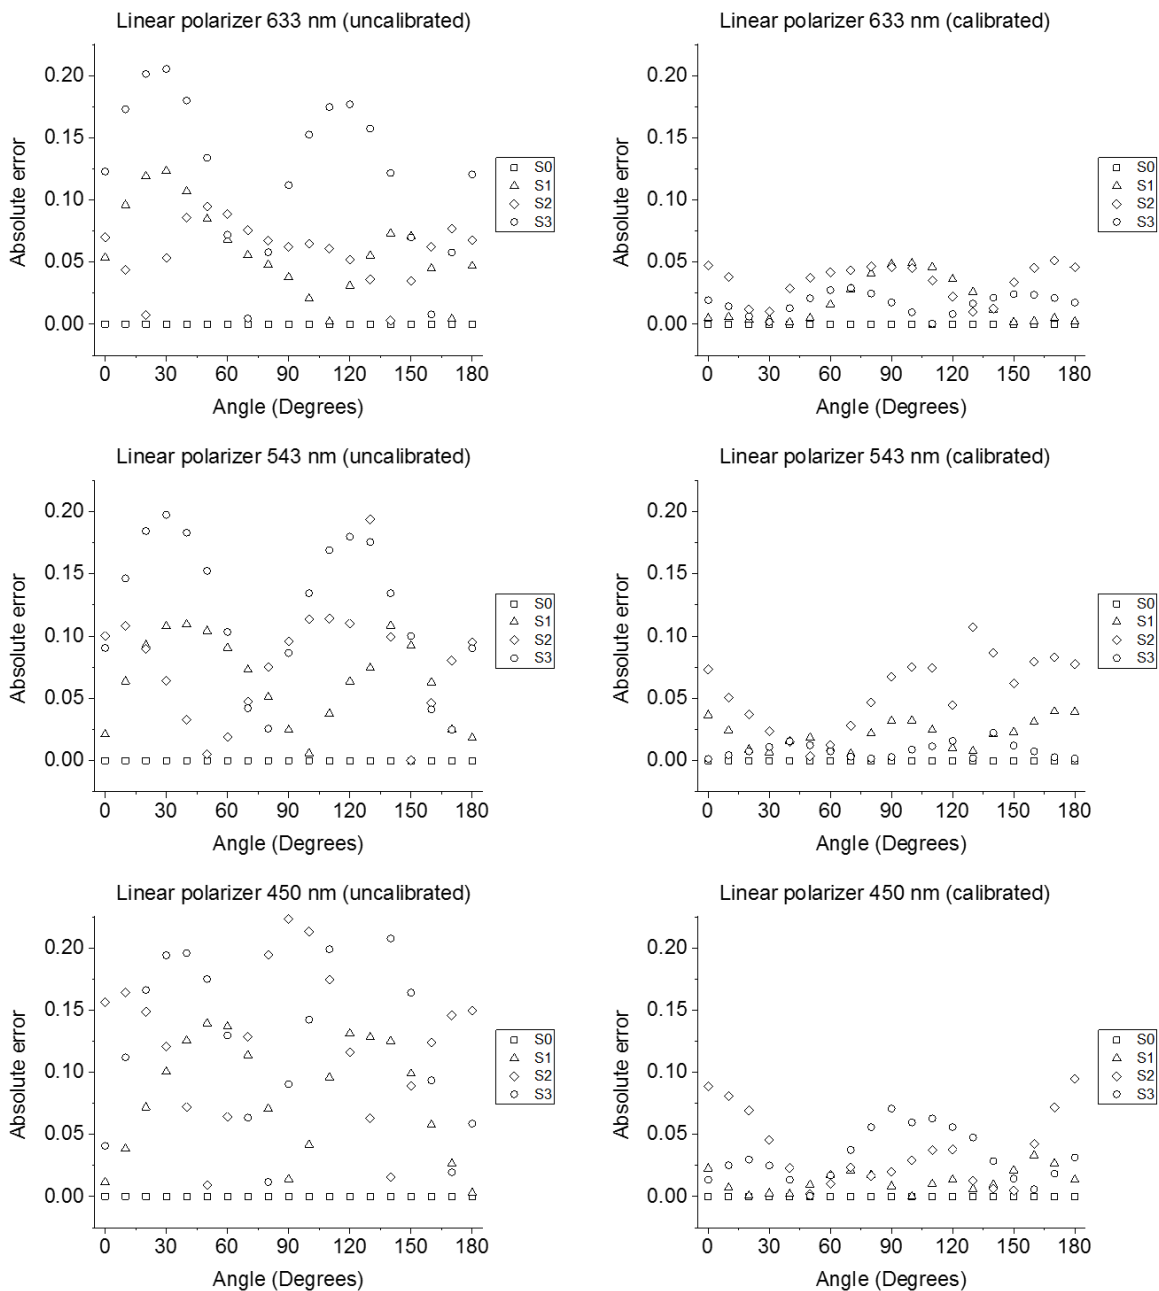 Linear polarizer 633 nm (uncalibrated)
0.20
0.15
0.10
0.05
0.00
Absolute error
0 30 60 90 120 150 180
Angle (Degrees)
S0
S1
S2
S3
Linear polarizer 633 nm (calibrated)
0.20
0.15
0.10
0.05
0.00
Absolute error
0 30 60 90 120 150 180
Angle (Degrees)
S0
S1
S2
S3
Linear polarizer 543 nm (uncalibrated)
0.20
0.15
0.10
0.05
0.00
Absolute error
0 30 60 90 120 150 180
Angle (Degrees)
S0
S1
S2
S3
Linear polarizer 543 nm (calibrated)
0.20
0.15
0.10
0.05
0.00
Absolute error
0 30 60 90 120 150 180
Angle (Degrees)
S0
S1
S2
S3
Linear polarizer 450 nm (uncalibrated)
0.20
0.15
0.10
0.05
0.00
Absolute error
0 30 60 90 120 150 180
Angle (Degrees)
S0
S1
S2
S3
Linear polarizer 450 nm (calibrated)
0.20
0.15
0.10
0.05
0.00
Absolute error
0 30 60 90 120 150 180
Angle (Degrees)
S0
S1
S2
S3